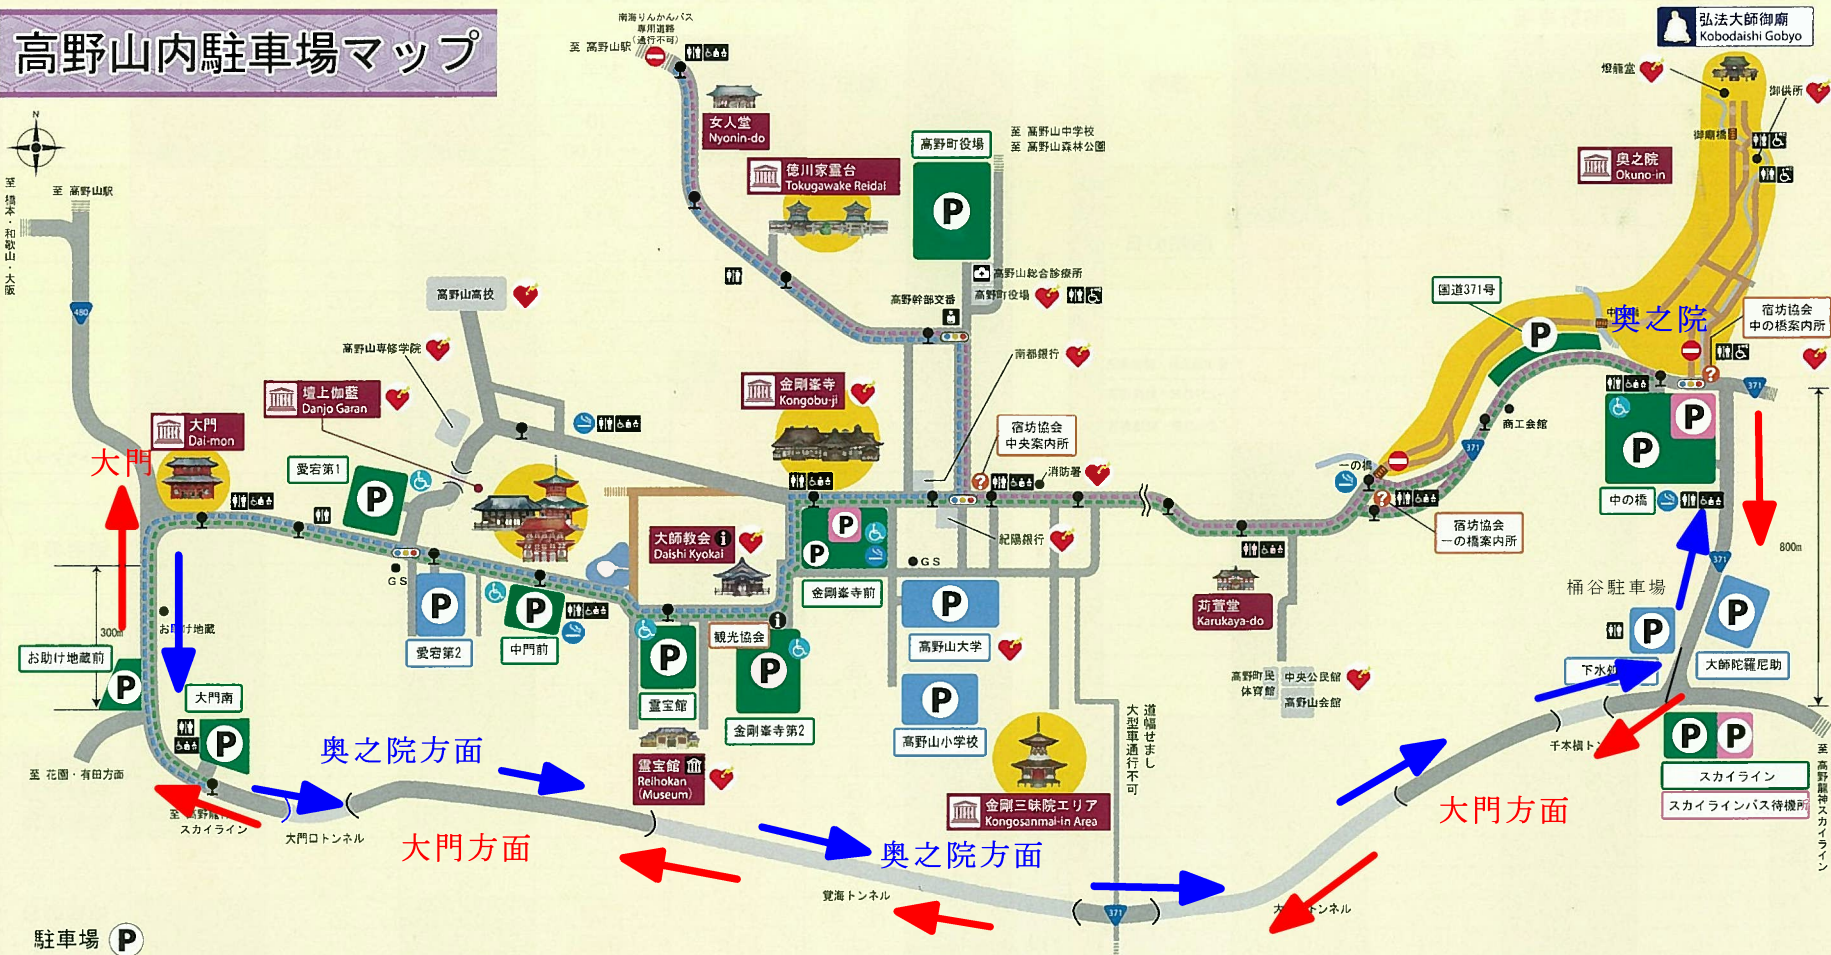 高野山内駐車場マップ
N
至 橋本・和歌山・大阪
至 高野山駅
480
南海りんかんバス
専用道路
(通行不可)
至 高野山駅
女人堂
Nyonin-do
徳川家霊台
Tokugawake Reidai
高野町役場
P
至 高野山中学校
至 高野山森林公園
高野山総合診療所
高野町役場
高野幹部交番
弘法大師御廟
Kobodaishi Gobyo
燈籠堂
御供所
御廟橋
奥之院
Okuno-in
国道371号
P
中
奥之院
宿坊協会
中の橋案内所
371
高野山高校
高野山専修学院
壇上伽藍
Danjo Garan
金剛峯寺
Kongobu-ji
南都銀行
宿坊協会
中央案内所
消防署
大門
Dai-mon
大門
愛宕第1
P
大師教会
Daishi Kyokai
P
P
金剛峯寺前
紀陽銀行
GS
一の橋
371
商工会館
宿坊協会
一の橋案内所
P
P
中の橋
800m
371
桶谷駐車場
P
P
大師陀羅尼助
下水処
GS
P
愛宕第2
P
中門前
P
霊宝館
観光協会
P
金剛峯寺第2
P
高野山大学
P
高野山小学校
苅萱堂
Karukaya-do
高野町民
体育館
中央公民館
高野山会館
300m
お助け地蔵
お助け地蔵前
P
大門南
P
至 花園・有田方面
至 高野龍
スカイライン
大門口トンネル
奥之院方面
大門方面
霊宝館
Reihokan
(Museum)
金剛三昧院エリア
Kongosanmai-in Area
道幅せまし
大型車通行不可
千本槇ト
P
P
スカイライン
スカイラインバス待機所
至 高野龍神スカイライン
大門方面
奥之院方面
覚海トンネル
371
大
トンネル
駐車場 P